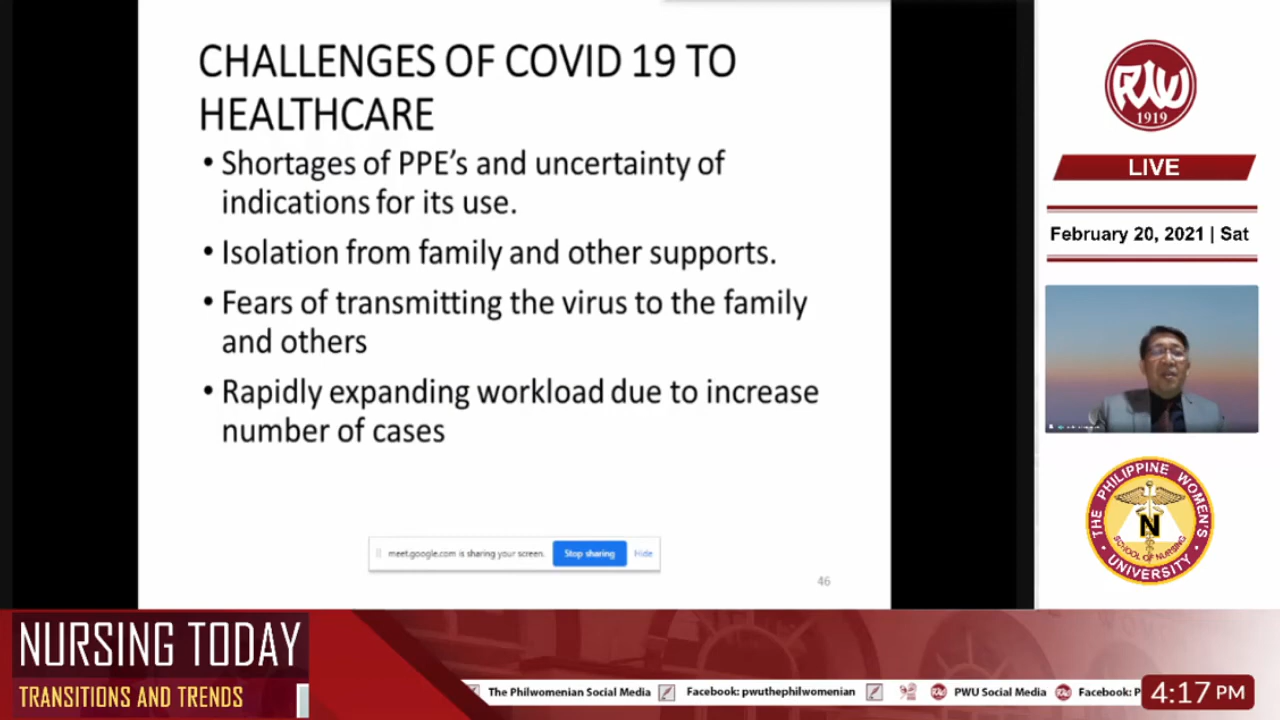 CHALLENGES OF COVID 19 TO
HEALTHCARE
• Shortages of PPE’s and uncertainty of
indications for its use.
• Isolation from family and other supports.
• Fears of transmitting the virus to the family
and others
• Rapidly expanding workload due to increase
number of cases
meet.google.com is sharing your screen. Stop sharing Hide
46
PWU
1919
LIVE
February 20, 2021 | Sat
THE PHILIPPINE WOMEN'S
UNIVERSITY
N
SCHOOL OF NURSING
NURSING TODAY
TRANSITIONS AND TRENDS
The Philwomenian Social Media Facebook: pwuthephilwomenian PWU Social Media Facebook: P
4:17 PM